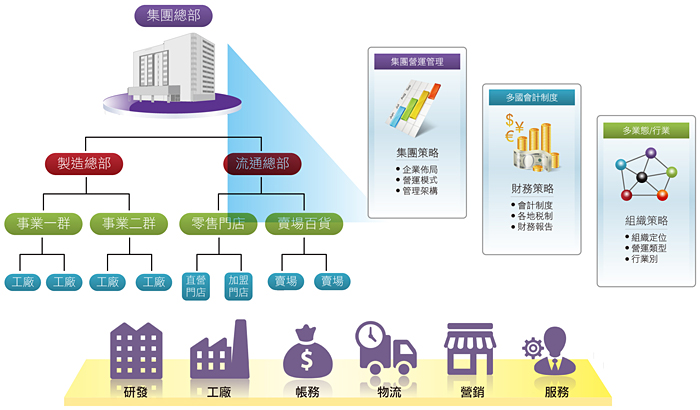 集團總部
製造總部
流通總部
事業一群
事業二群
零售門店
賣場百貨
工廠
工廠
工廠
工廠
直營
門店
加盟
門店
賣場
賣場
集團營運管理
集團策略
• 企業佈局
• 營運模式
• 管理架構
多國會計制度
$
¥
€
財務策略
• 會計制度
• 各地稅制
• 財務報告
多業態/行業
組織策略
• 組織定位
• 營運類型
• 行業別
$
研發
工廠
帳務
物流
營銷
服務